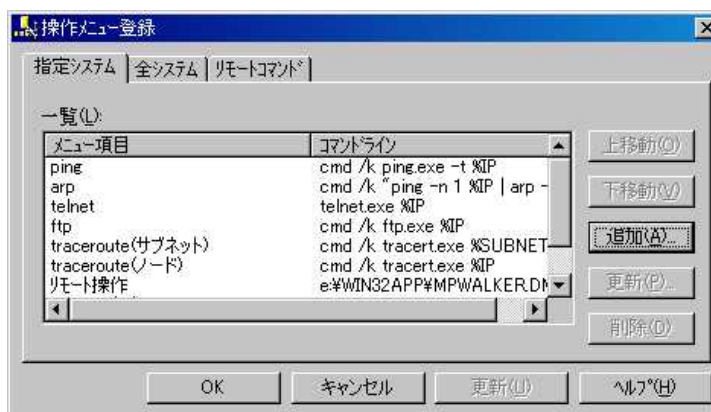 操作メニュー登録
指定システム 全システム リモートコマンド
一覧(L):
メニュー項目 コマンドライン
ping cmd /k ping.exe -t %IP
arp cmd /k "ping -n 1 %IP | arp -
telnet telnet.exe %IP
ftp cmd /k ftp.exe %IP
traceroute(サブネット) cmd /k tracert.exe %SUBNET
traceroute(ノード) cmd /k tracert.exe %IP
リモート操作 e:¥WIN32APP¥MPWALKER.DM
上移動(O)
下移動(V)
追加(A)...
更新(P)...
削除(D)
OK キャンセル 更新(U) ヘルプ(H)